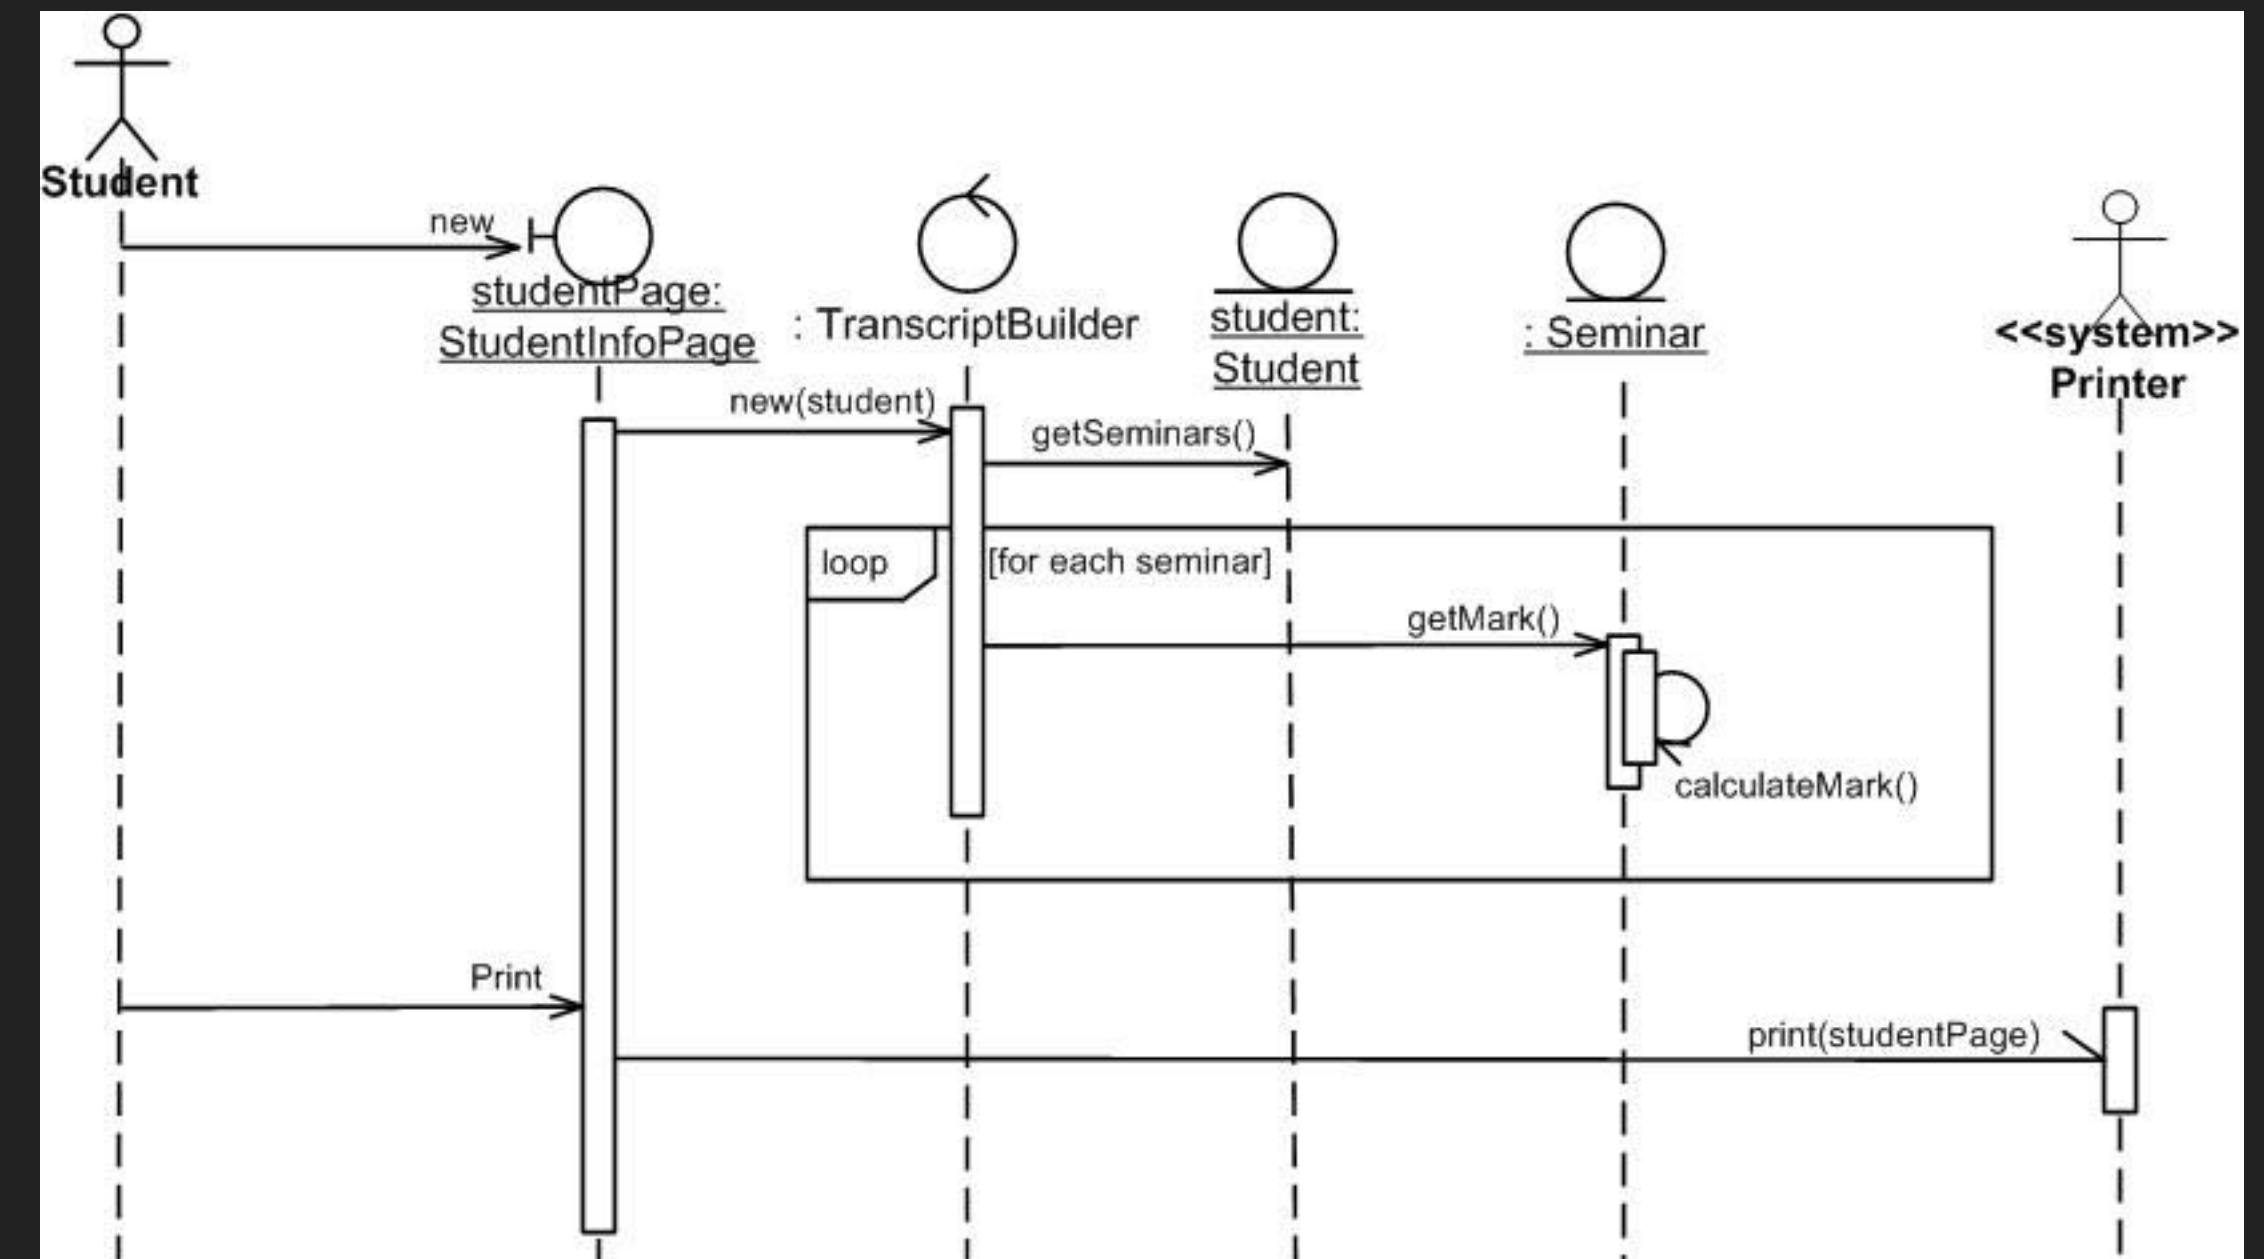 Student
new
studentPage:
StudentInfoPage
: TranscriptBuilder
student:
Student
: Seminar
<<system>>
Printer
new(student)
getSeminars()
loop
[for each seminar]
getMark()
calculateMark()
Print
print(studentPage)